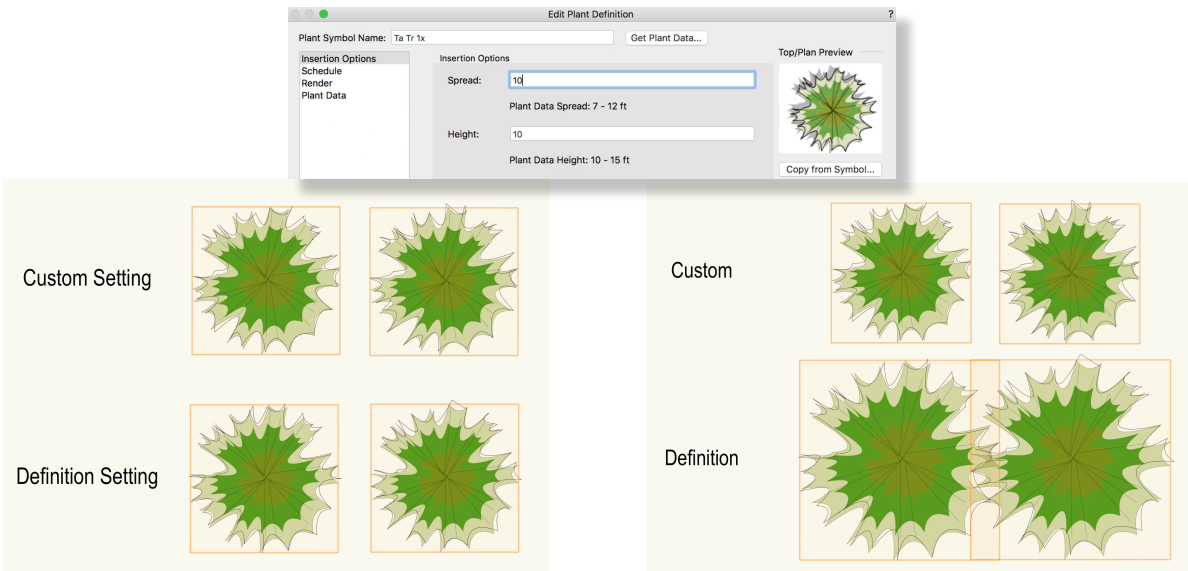 Edit Plant Definition
?
Plant Symbol Name: Ta Tr 1x Get Plant Data...
Insertion Options
Schedule
Render
Plant Data
Insertion Options
Spread: 10
Plant Data Spread: 7 - 12 ft
Height: 10
Plant Data Height: 10 - 15 ft
Top/Plan Preview
Copy from Symbol...
Custom Setting
Definition Setting
Custom
Definition